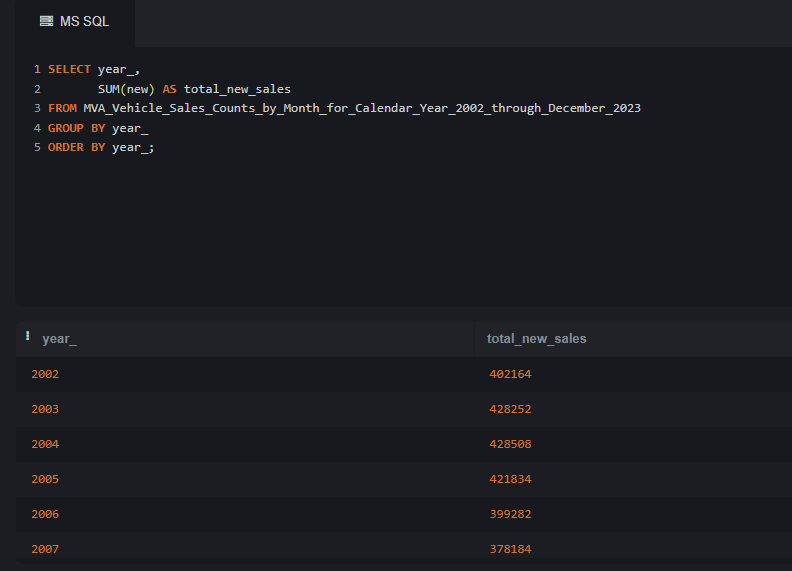 MS SQL
1 SELECT year_,
2 SUM(new) AS total_new_sales
3 FROM MVA_Vehicle_Sales_Counts_by_Month_for_Calendar_Year_2002_through_December_2023
4 GROUP BY year_
5 ORDER BY year_;
year_ total_new_sales
2002 402164
2003 428252
2004 428508
2005 421834
2006 399282
2007 378184